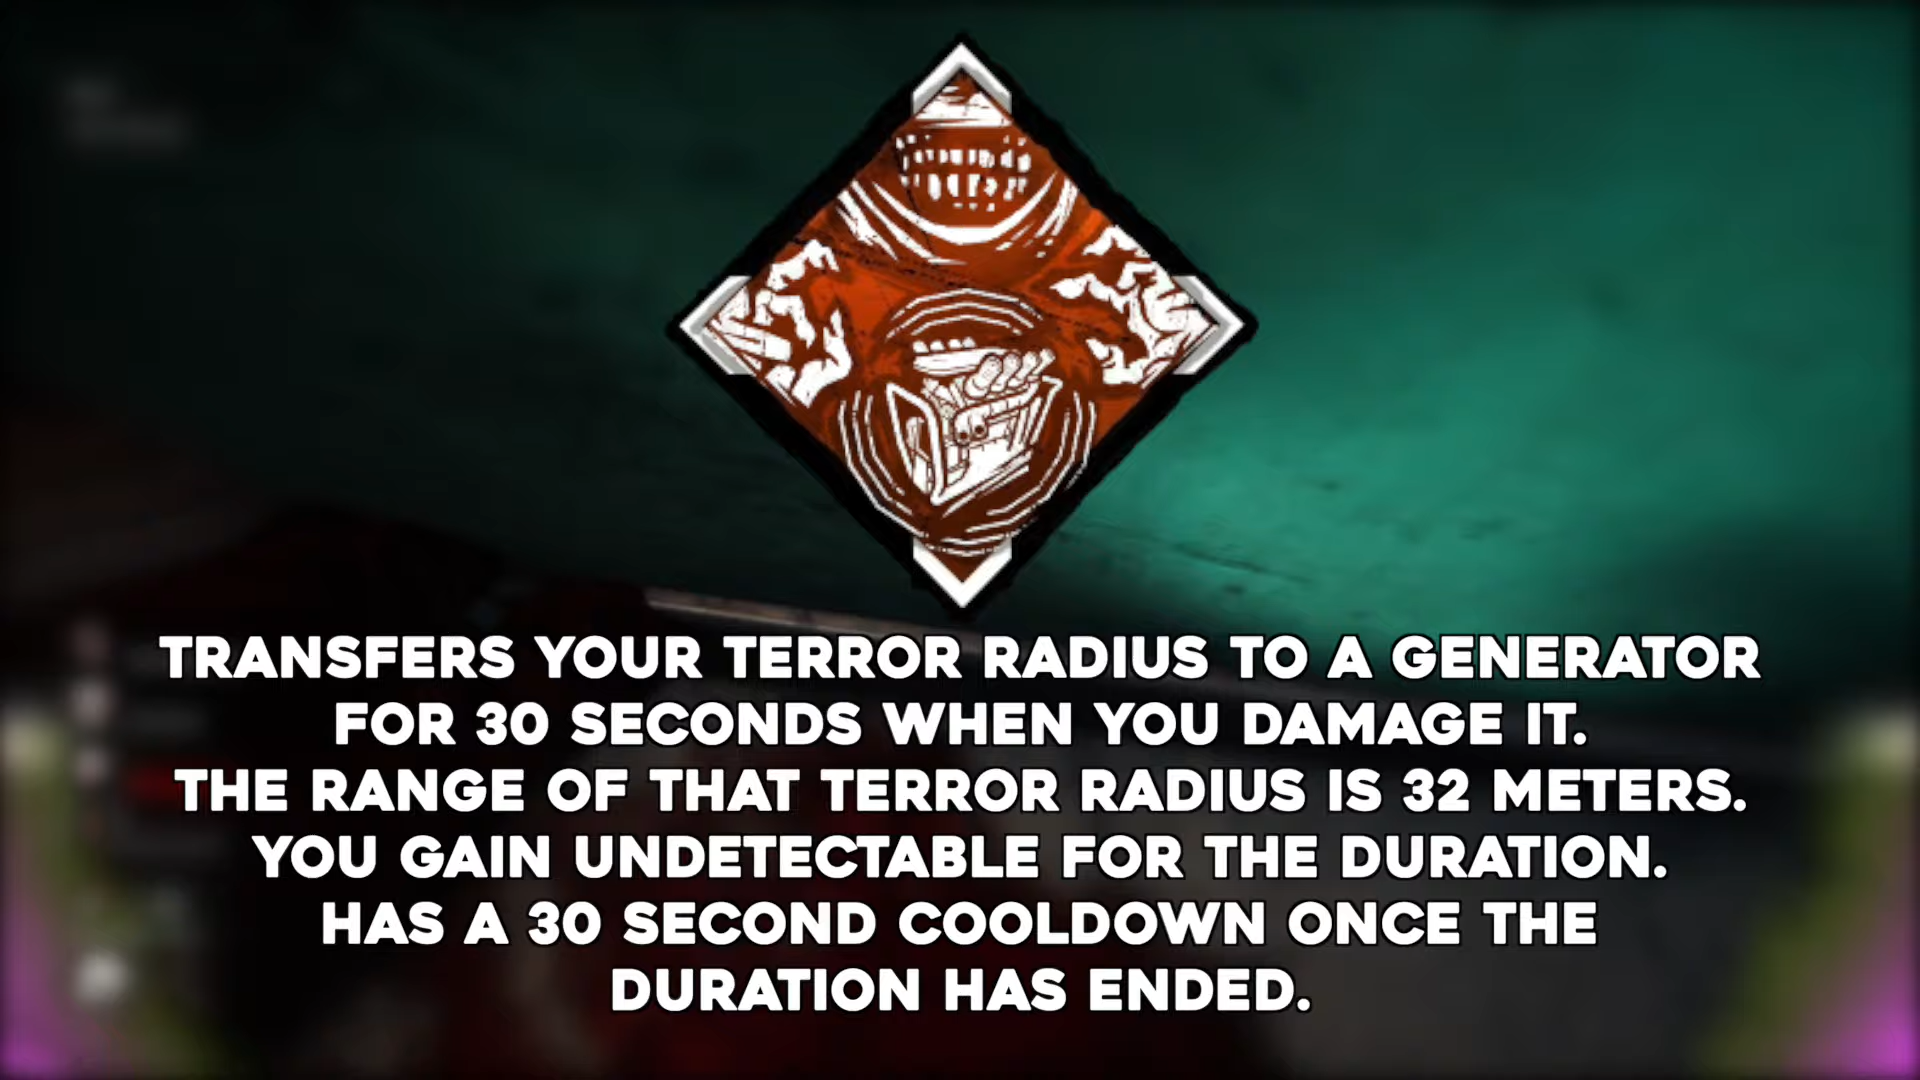 TRANSFERS YOUR TERROR RADIUS TO A GENERATOR
FOR 30 SECONDS WHEN YOU DAMAGE IT.
THE RANGE OF THAT TERROR RADIUS IS 32 METERS.
YOU GAIN UNDETECTABLE FOR THE DURATION.
HAS A 30 SECOND COOLDOWN ONCE THE
DURATION HAS ENDED.